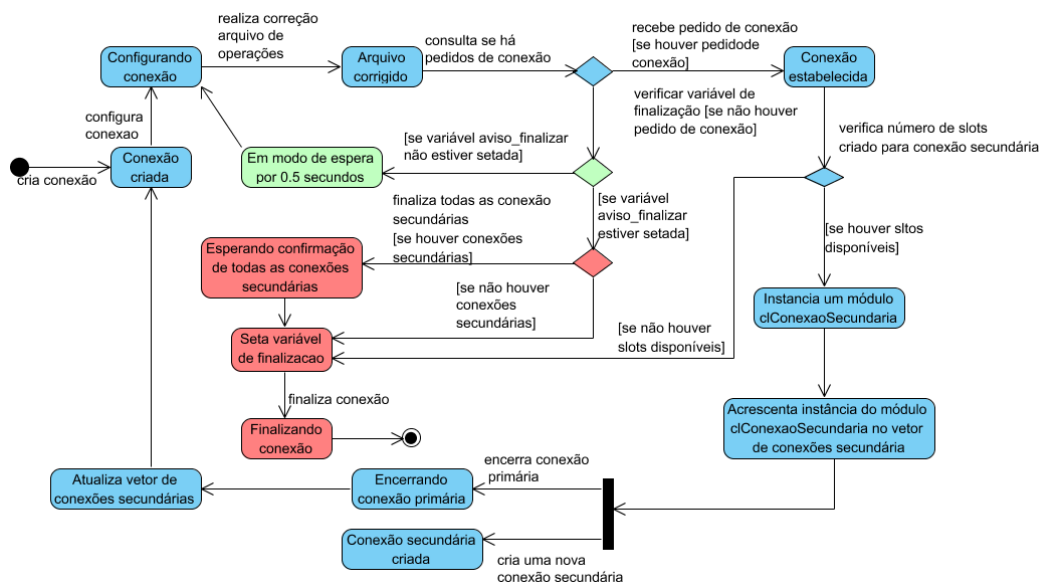 realiza correção
arquivo de
operações
Configurando
conexão
Arquivo
corrigido
consulta se há
pedidos de conexão
recebe pedido de conexão
[se houver pedidode
conexão]
Conexão
estabelecida
verificar variável de
finalização [se não houver
pedido de conexão]
configura
conexao
cria conexão
Conexão
criada
Em modo de espera
por 0.5 segundos
[se variável aviso_finalizar
não estiver setada]
verifica número de slots
criado para conexão secundária
finaliza todas as conexão
secundárias
[se houver conexões
secundárias]
[se variável
aviso_finalizar
estiver setada]
[se houver sltos
disponíveis]
Esperando confirmação
de todas as conexões
secundárias
[se não houver
conexões
secundárias]
Instancia um módulo
clConexaoSecundaria
Seta variável
de finalizacao
[se não houver
slots disponíveis]
finaliza conexão
Finalizando
conexão
Acrescenta instância do módulo
clConexaoSecundaria no vetor
de conexões secundária
encerra conexão
primária
Atualiza vetor de
conexões secundárias
Encerrando
conexão primária
Conexão secundária
criada
cria uma nova
conexão secundária